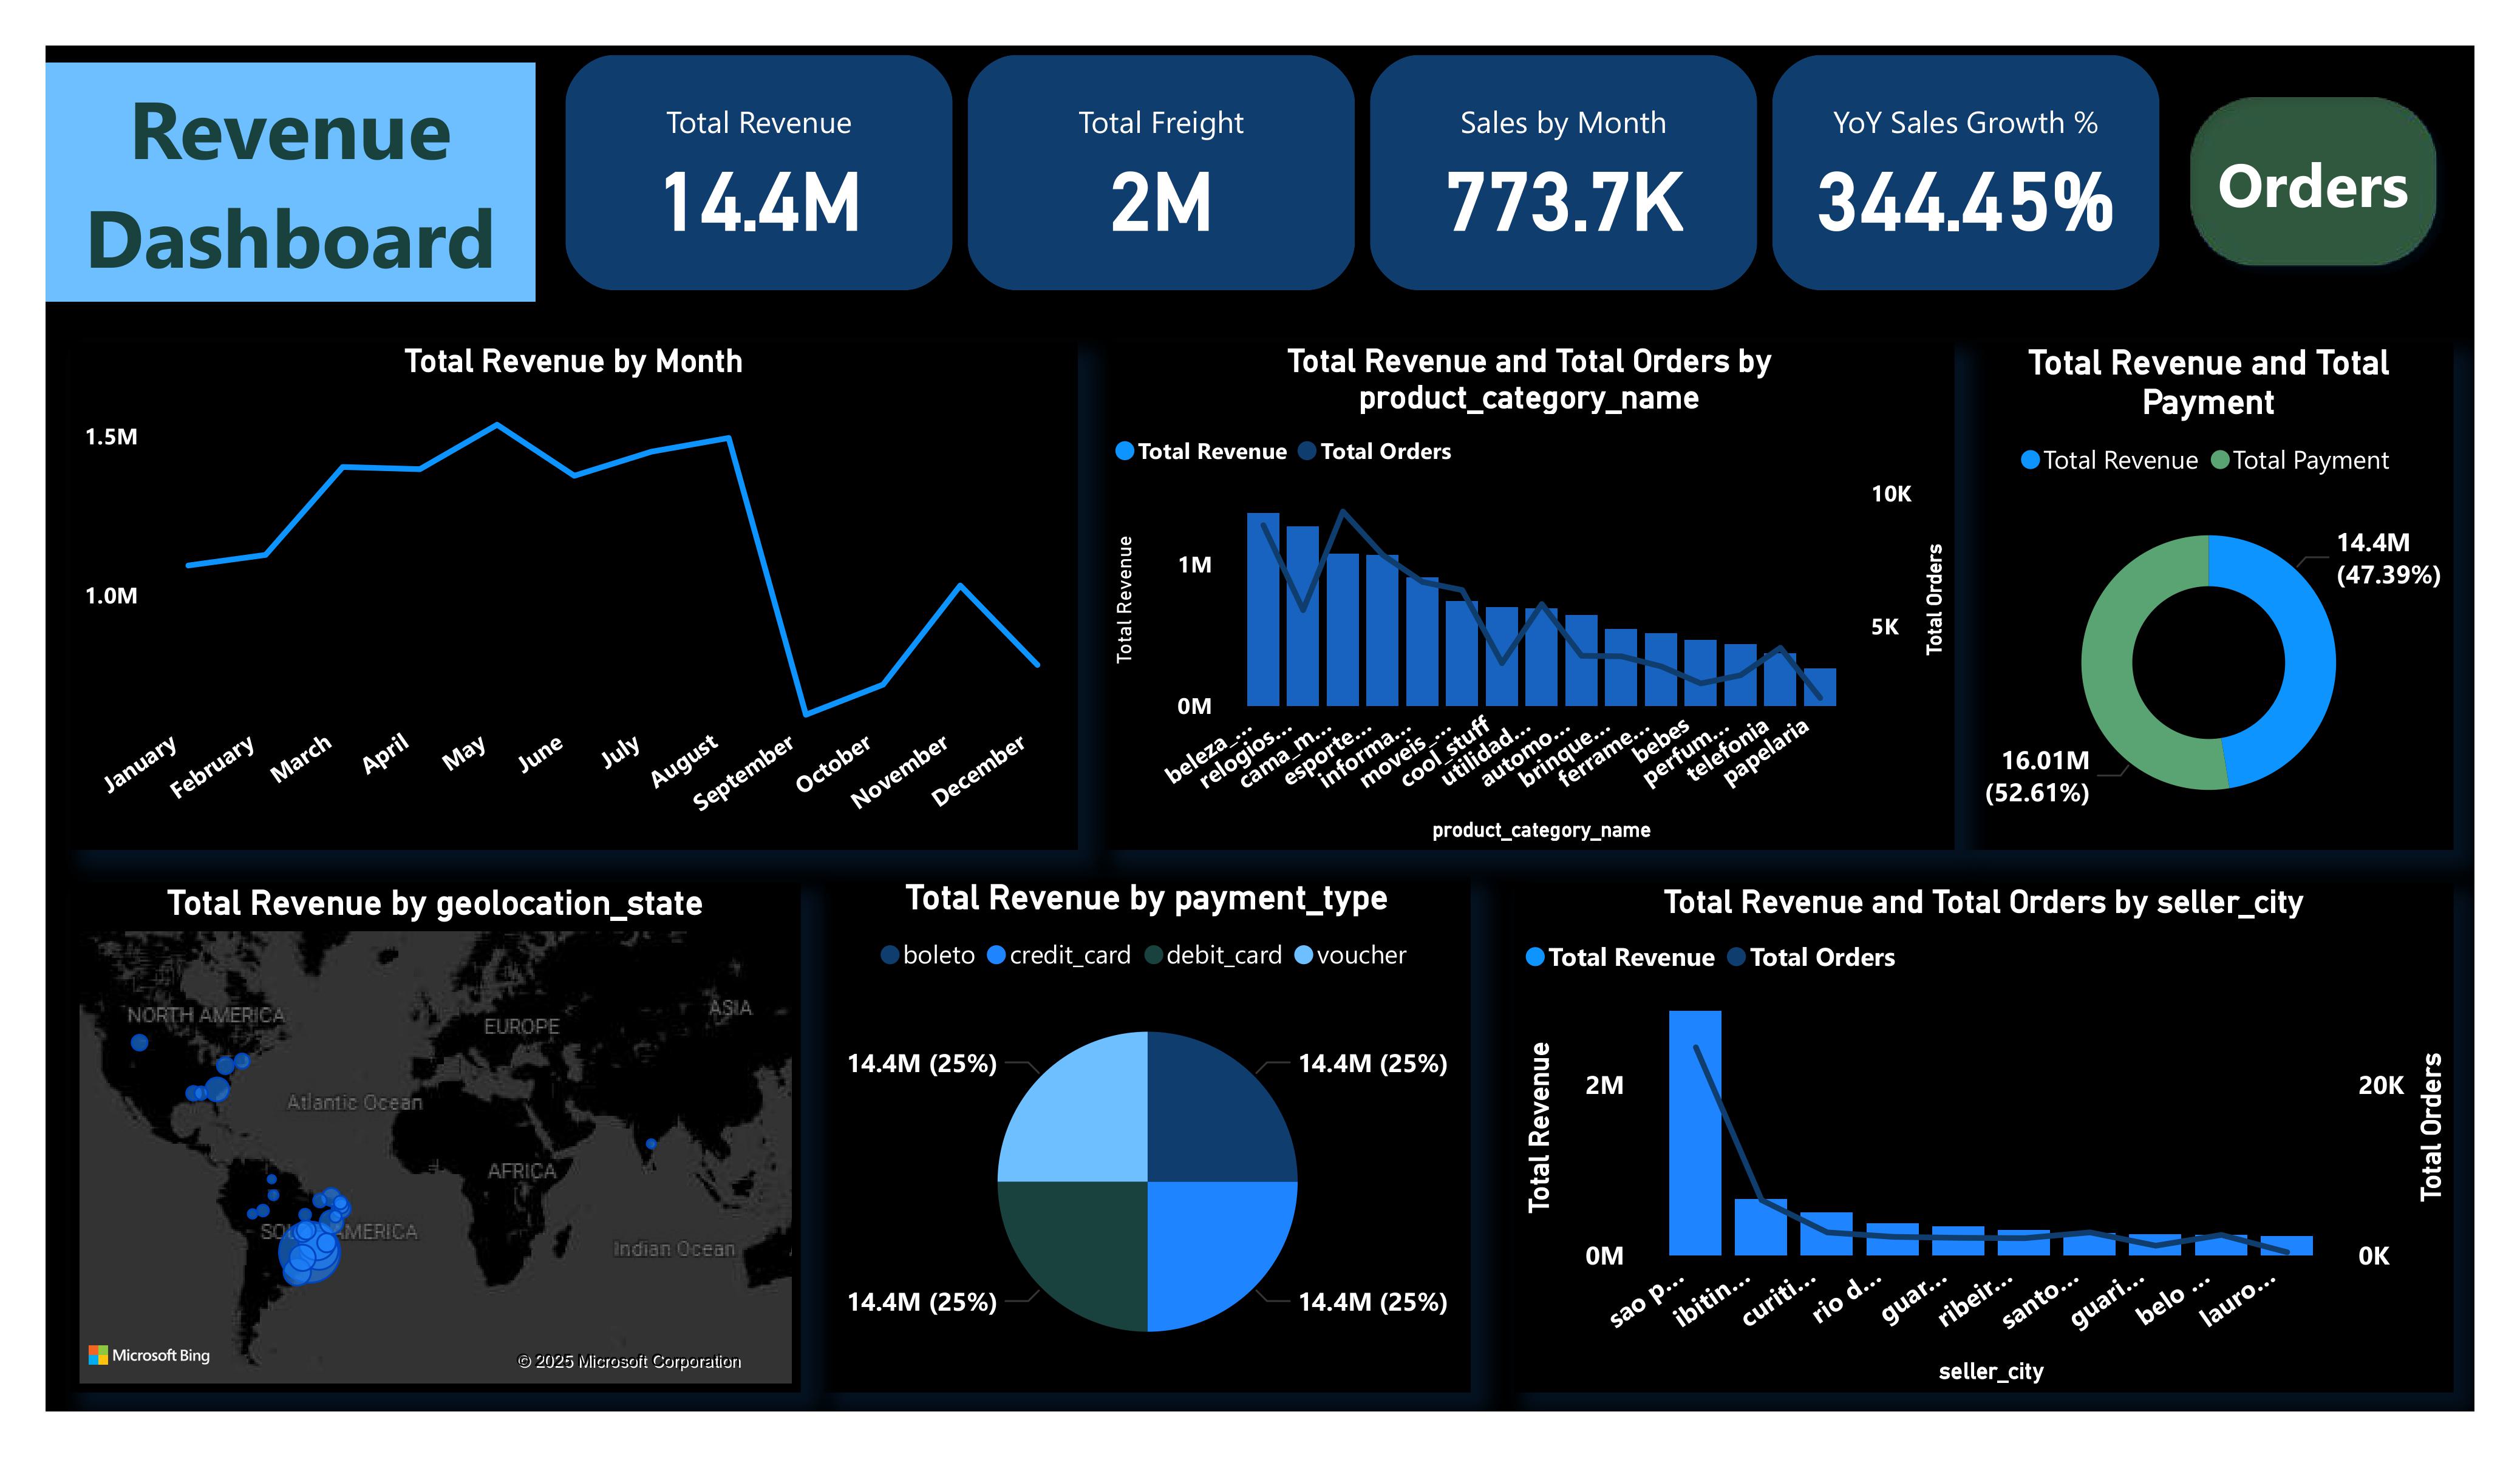 Revenue
Dashboard
Total Revenue
14.4M
Total Freight
2M
Sales by Month
773.7K
YoY Sales Growth %
344.45%
Orders
Total Revenue by Month
1.5M
1.0M
January
February
March
April
May
June
July
August
September
October
November
December
Total Revenue and Total Orders by
product_category_name
Total Revenue
Total Orders
Total Revenue
1M
0M
10K
5K
Total Orders
beleza_...
relogios...
cama_m...
esporte...
informa...
moveis_...
cool_stuff
utilidad...
automo...
brinque...
ferrame...
bebes
perfum...
telefonia
papelaria
product_category_name
Total Revenue and Total
Payment
Total Revenue
Total Payment
14.4M
(47.39%)
16.01M
(52.61%)
Total Revenue by geolocation_state
NORTH AMERICA
EUROPE
ASIA
Atlantic Ocean
AFRICA
SOUTH AMERICA
Indian Ocean
Microsoft Bing
© 2025 Microsoft Corporation
Total Revenue by payment_type
boleto
credit_card
debit_card
voucher
14.4M (25%)
14.4M (25%)
14.4M (25%)
14.4M (25%)
Total Revenue and Total Orders by seller_city
Total Revenue
Total Orders
Total Revenue
2M
0M
20K
0K
Total Orders
sao p...
ibitin...
curiti...
rio d...
guar...
ribeir...
santo...
guari...
belo ...
lauro...
seller_city